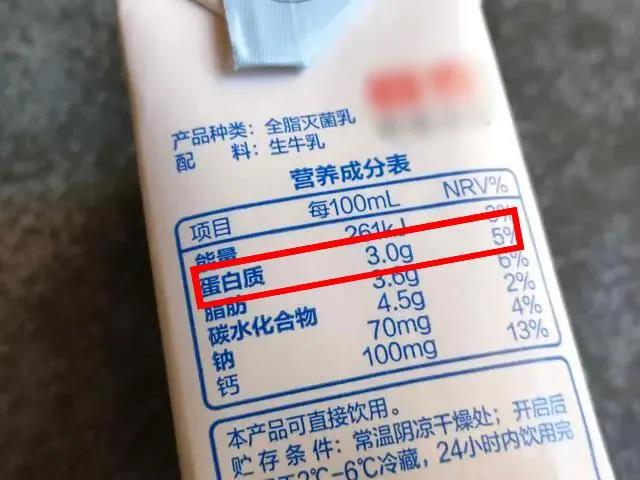 产品种类：全脂灭菌乳
配 料：生牛乳
营养成分表
项目 每100mL NRV%
能量 261kJ 3%
蛋白质 3.0g 5%
脂肪 3.6g 6%
碳水化合物 4.5g 2%
钠 70mg 4%
钙 100mg 13%
本产品可直接饮用。
贮存条件：常温阴凉干燥处；开启后
2℃-6℃冷藏，24小时内饮用完